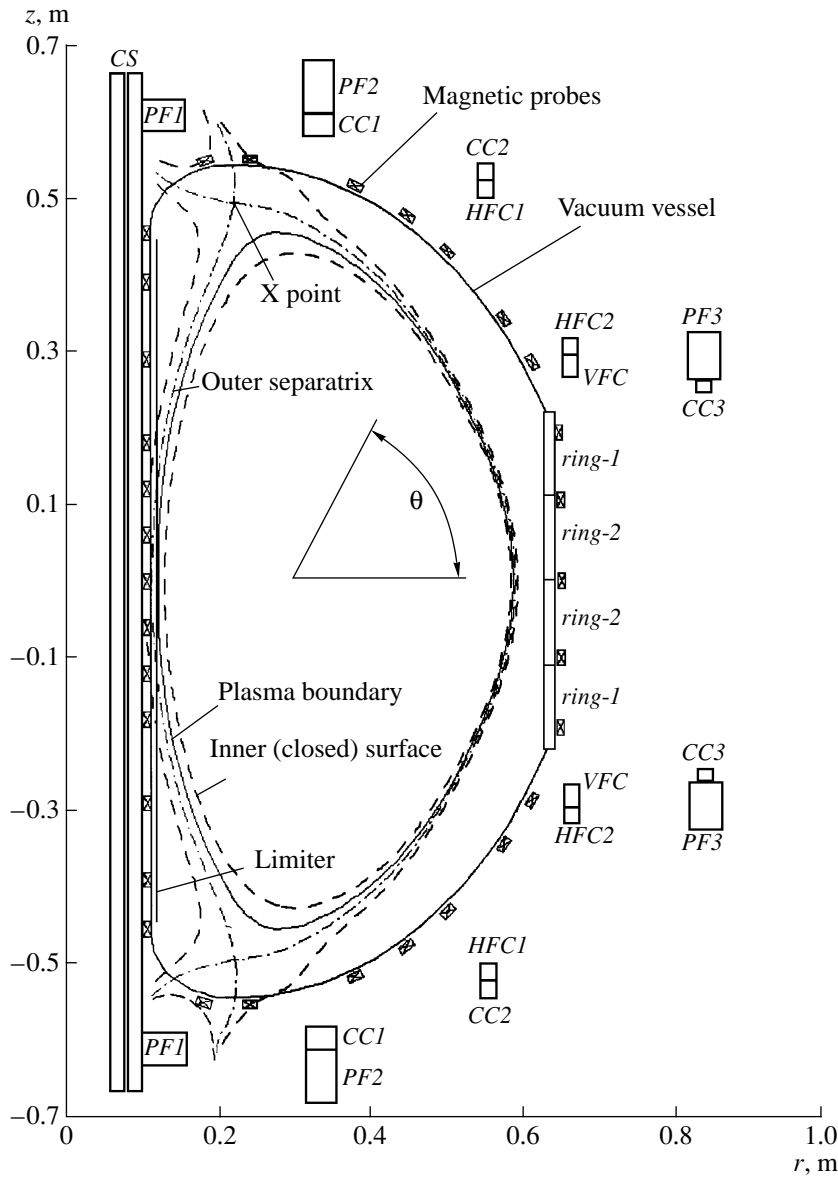 z, m
0.7
CS
PF1
PF2
CC1
Magnetic probes
CC2
HFC1
0.5
Vacuum vessel
X point
HFC2
VFC
PF3
CC3
0.3
Outer separatrix
ring-1
0.1
θ
ring-2
ring-2
–0.1
ring-1
Plasma boundary
Inner (closed) surface
CC3
PF3
VFC
HFC2
–0.3
Limiter
HFC1
CC2
–0.5
PF1
CC1
PF2
–0.7
0
0.2
0.4
0.6
0.8
1.0
r, m